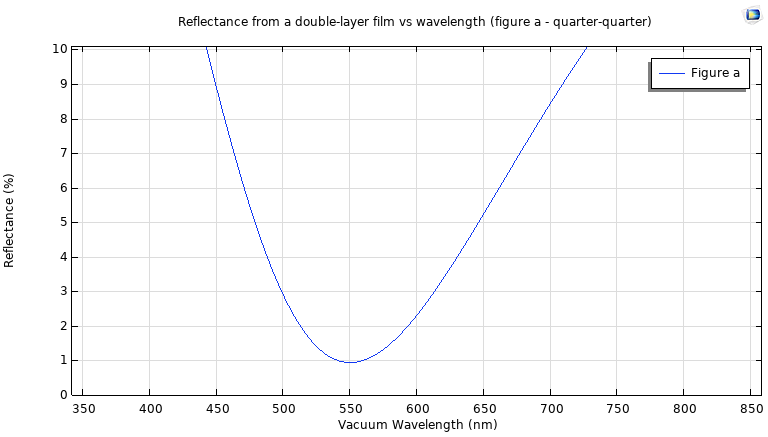 Reflectance from a double-layer film vs wavelength (figure a - quarter-quarter)
Figure a
Reflectance (%)
10
9
8
7
6
5
4
3
2
1
0
350 400 450 500 550 600 650 700 750 800 850
Vacuum Wavelength (nm)